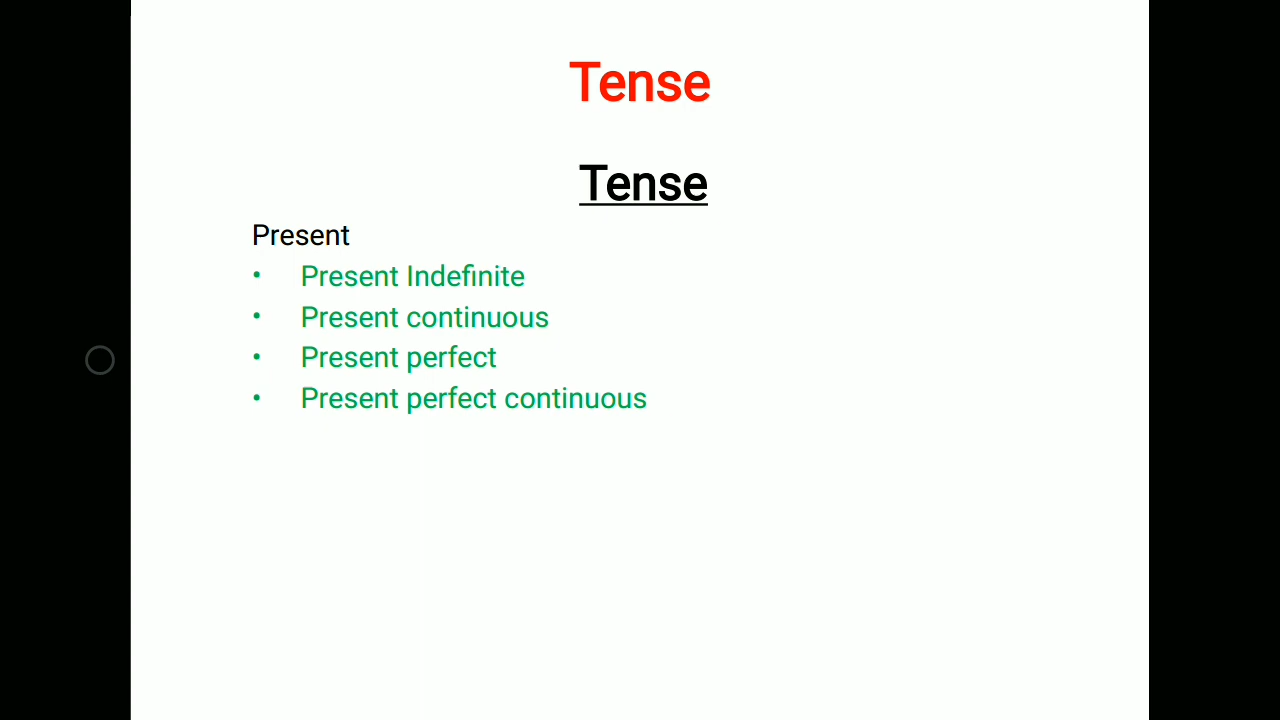 Tense
Tense
Present
• Present Indefinite
• Present continuous
• Present perfect
• Present perfect continuous